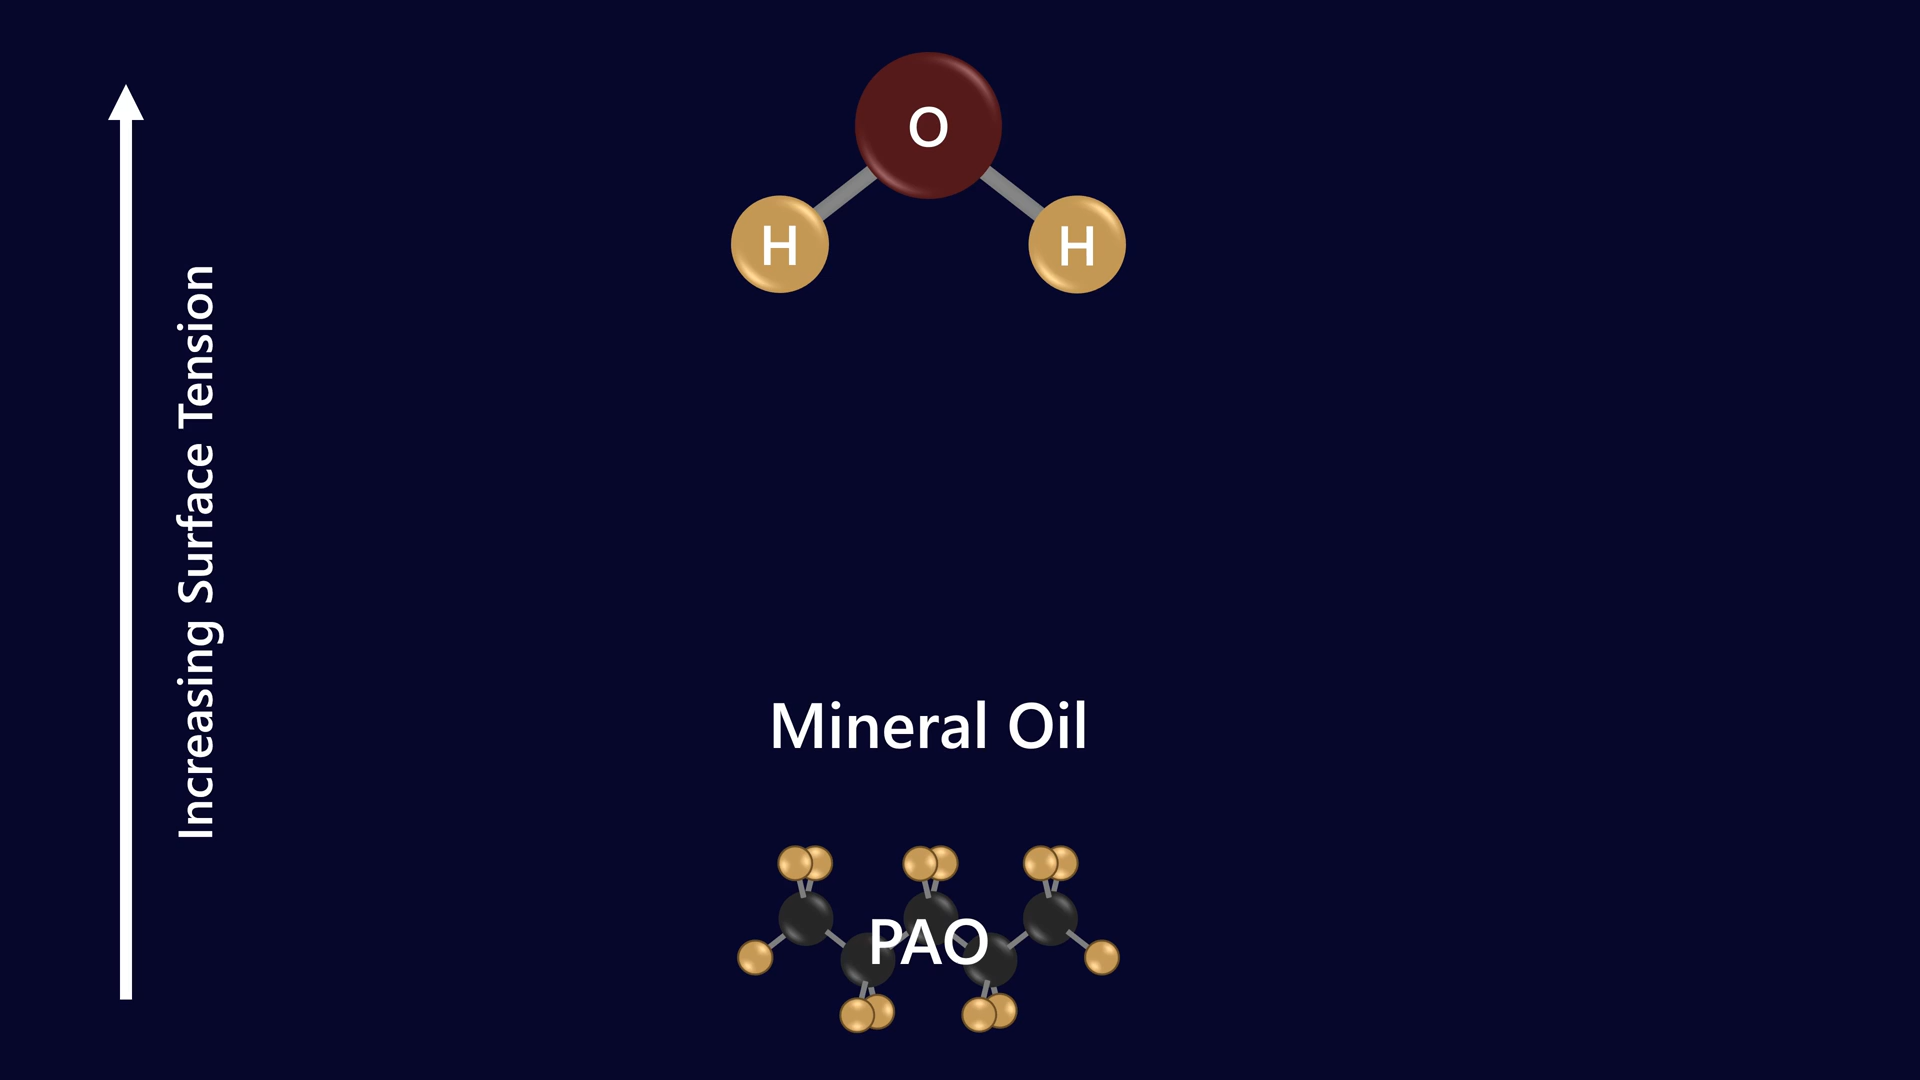 O
H
H
Increasing Surface Tension
Mineral Oil
PAO